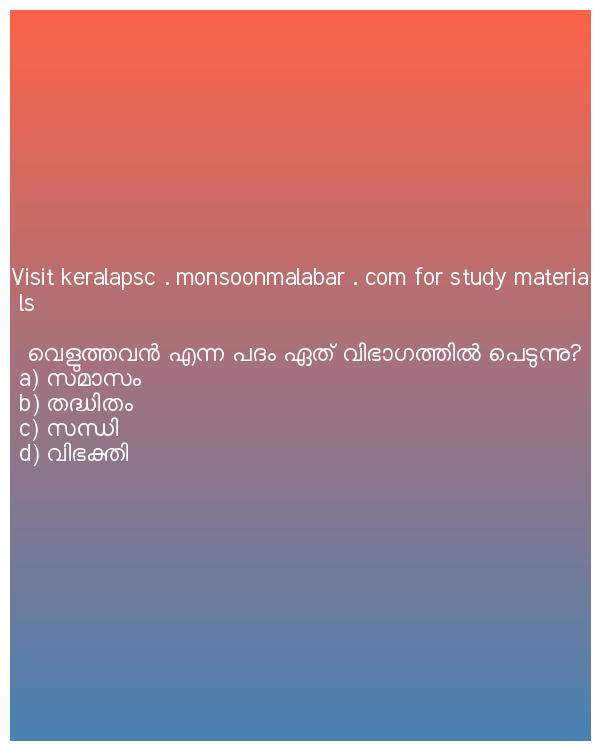 Visit keralapsc . monsoonmalabar . com for study materia
ls
വെളുത്തവൻ എന്ന പദം ഏത് വിഭാഗത്തിൽ പെടുന്നു?
a) സമാസം
b) തദ്ധിതം
c) സന്ധി
d) വിഭക്തി